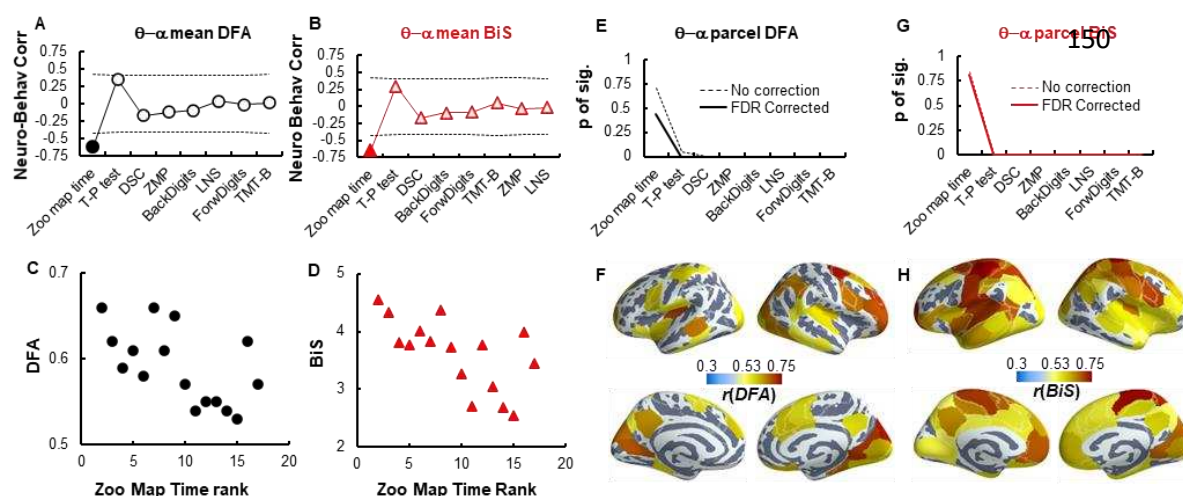 A
θ–α mean DFA
Neuro-Behav Corr
0.75
0.5
0.25
0
-0.25
-0.5
-0.75
Zoo map time
T-P test
DSC
ZMP
BackDigits
LNS
ForwDigits
TMT-B
B
θ–α mean BiS
Neuro Behav Corr
0.75
0.5
0.25
0
-0.25
-0.5
-0.75
Zoo map time
T-P test
DSC
BackDigits
ForwDigits
TMT-B
ZMP
LNS
E
θ–α parcel DFA
p of sig.
1
0.75
0.5
0.25
0
No correction
FDR Corrected
Zoo map time
T-P test
DSC
ZMP
BackDigits
LNS
ForwDigits
TMT-B
G
θ–α parcel BiS
150
p of sig.
1
0.75
0.5
0.25
0
No correction
FDR Corrected
Zoo map time
T-P test
DSC
ZMP
BackDigits
LNS
ForwDigits
TMT-B
C
DFA
0.7
0.6
0.5
0
5
10
15
20
Zoo Map Time rank
D
BiS
5
4
3
2
0
5
10
15
20
Zoo Map Time Rank
F
0.3 0.53 0.75
r(DFA)
H
0.3 0.53 0.75
r(BiS)